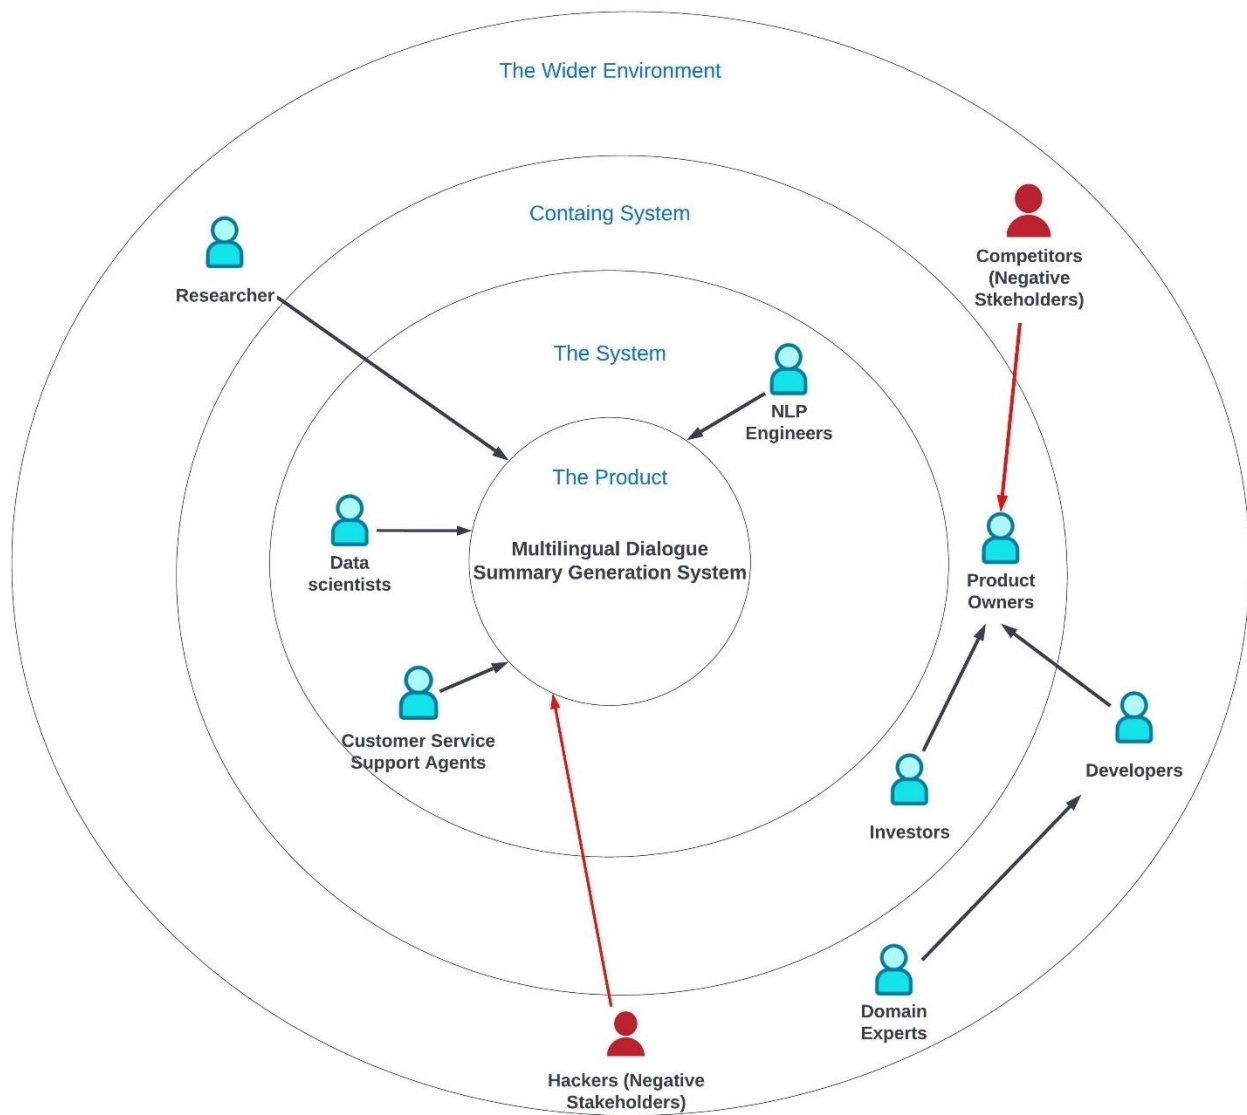 The Wider Environment
Containg System
Researcher
Competitors
(Negative
Stkeholders)
The System
NLP
Engineers
The Product
Data
scientists
Multilingual Dialogue
Summary Generation System
Product
Owners
Customer Service
Support Agents
Developers
Investors
Domain
Experts
Hackers (Negative
Stakeholders)